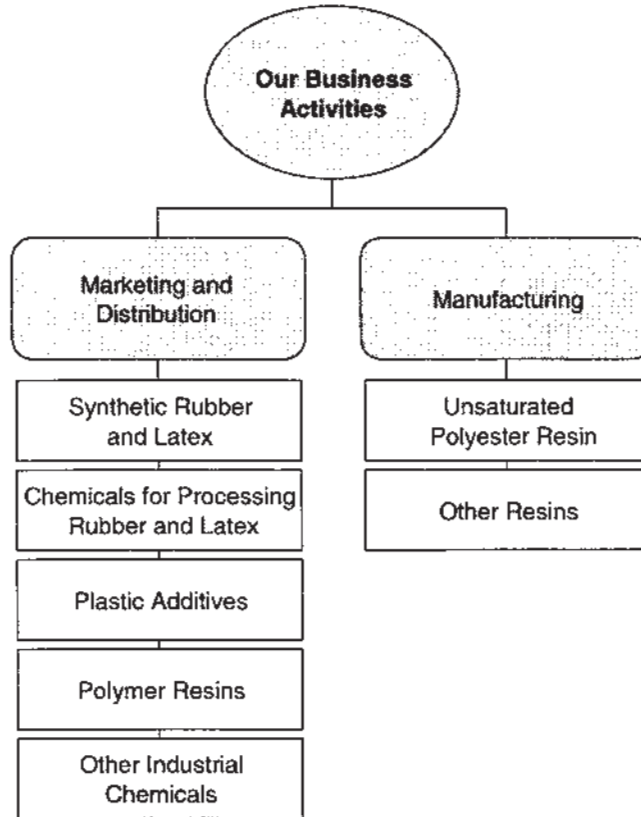 Our Business
Activities
Marketing and
Distribution
Manufacturing
Synthetic Rubber
and Latex
Unsaturated
Polyester Resin
Chemicals for Processing
Rubber and Latex
Other Resins
Plastic Additives
Polymer Resins
Other Industrial
Chemicals